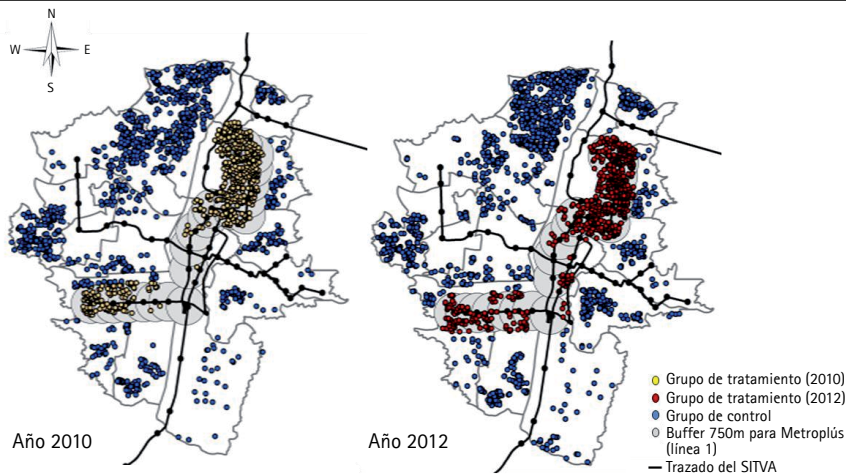 N
W E
S
Año 2010
Año 2012
Grupo de tratamiento (2010)
Grupo de tratamiento (2012)
Grupo de control
Buffer 750m para Metroplús
(línea 1)
Trazado del SITVA